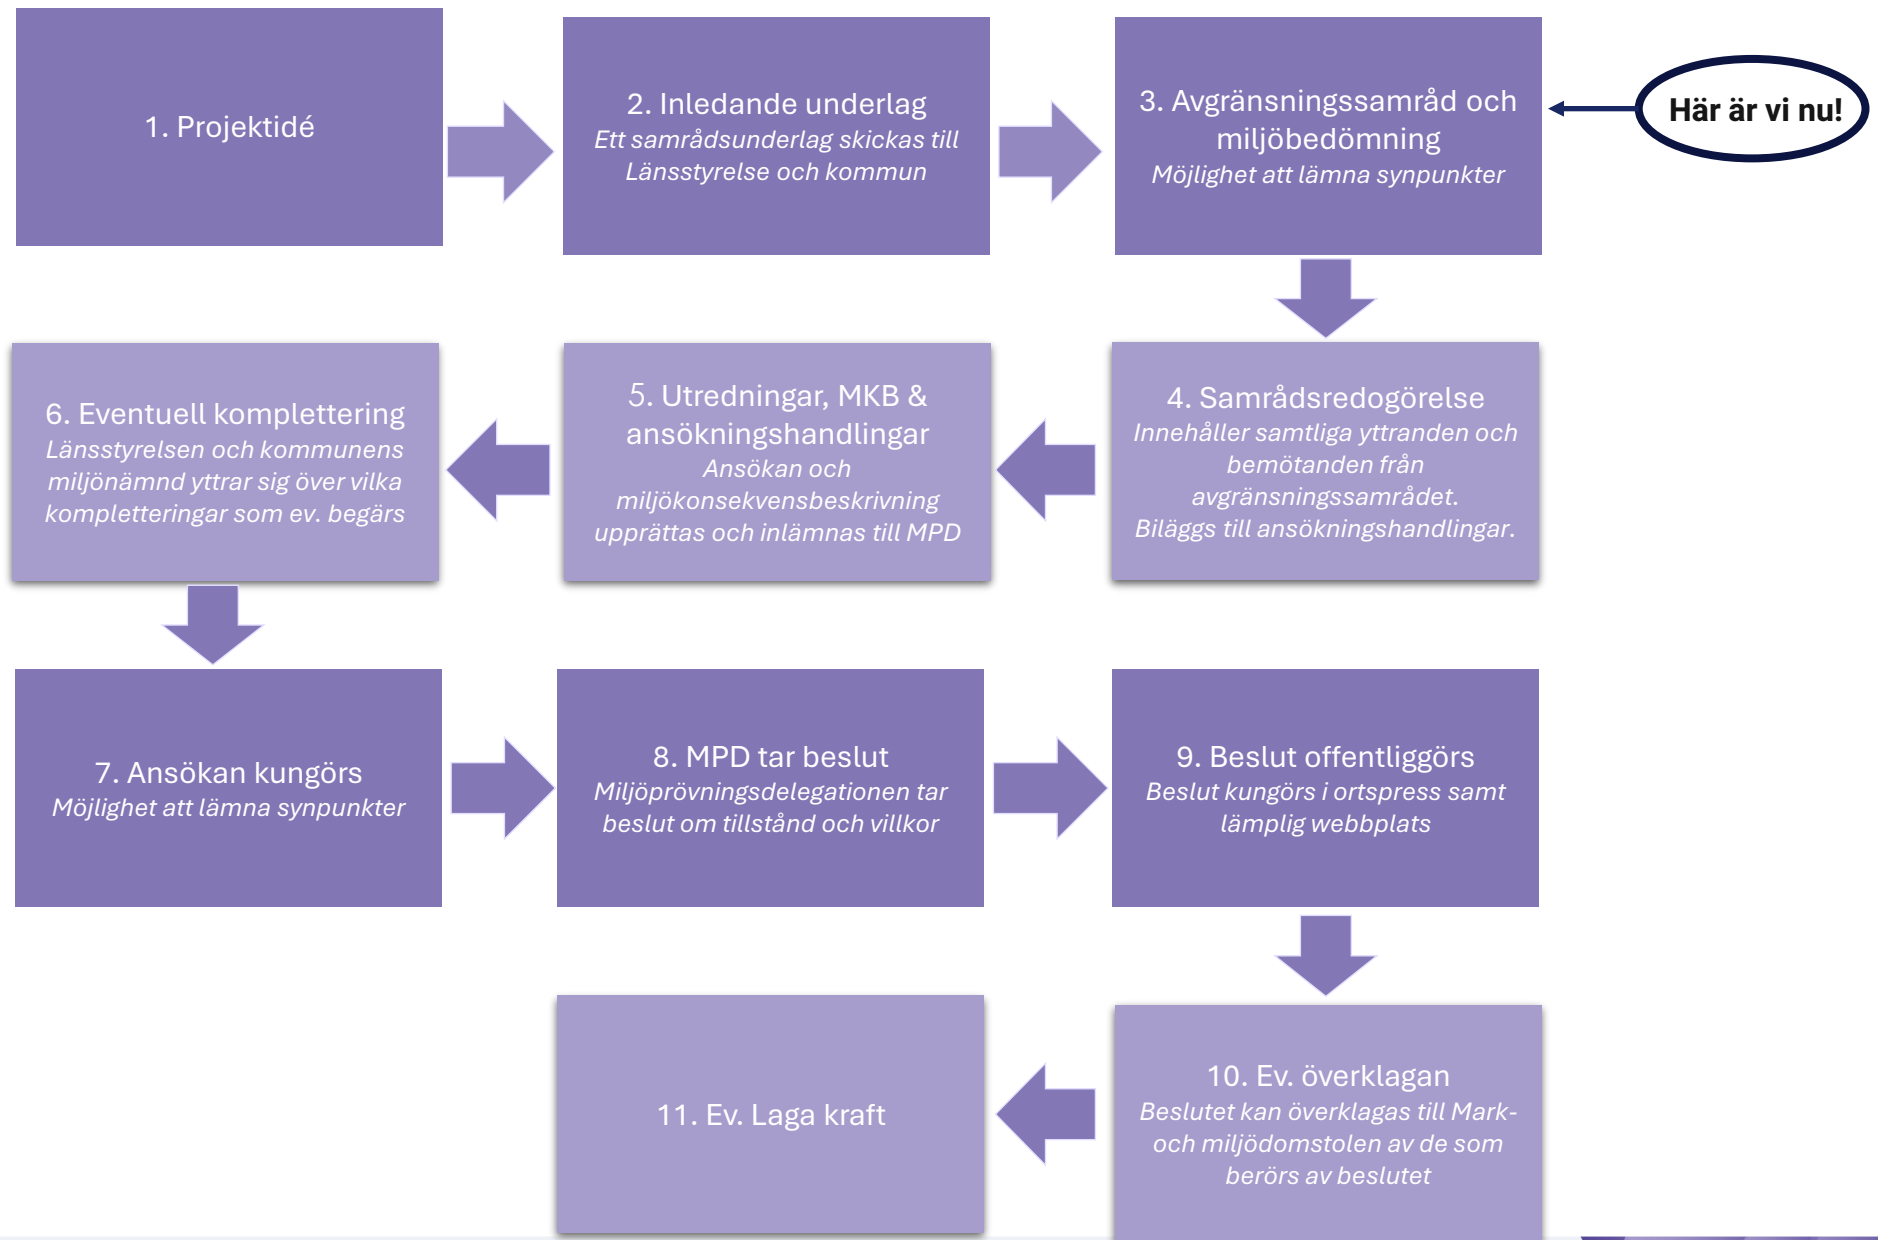 1. Projektidé
2. Inledande underlag
Ett samrådsunderlag skickas till
Länsstyrelse och kommun
3. Avgränsningssamråd och
miljöbedömning
Möjlighet att lämna synpunkter
Här är vi nu!
4. Samrådsredogörelse
Innehåller samtliga yttranden och
bemötanden från
avgränsningssamrådet.
Biläggs till ansökningshandlingar.
5. Utredningar, MKB &
ansökningshandlingar
Ansökan och
miljökonsekvensbeskrivning
upprättas och inlämnas till MPD
6. Eventuell komplettering
Länsstyrelsen och kommunens
miljönämnd yttrar sig över vilka
kompletteringar som ev. begärs
7. Ansökan kungörs
Möjlighet att lämna synpunkter
8. MPD tar beslut
Miljöprövningsdelegationen tar
beslut om tillstånd och villkor
9. Beslut offentliggörs
Beslut kungörs i ortspress samt
lämplig webbplats
10. Ev. överklagan
Beslutet kan överklagas till Mark-
och miljödomstolen av de som
berörs av beslutet
11. Ev. Laga kraft